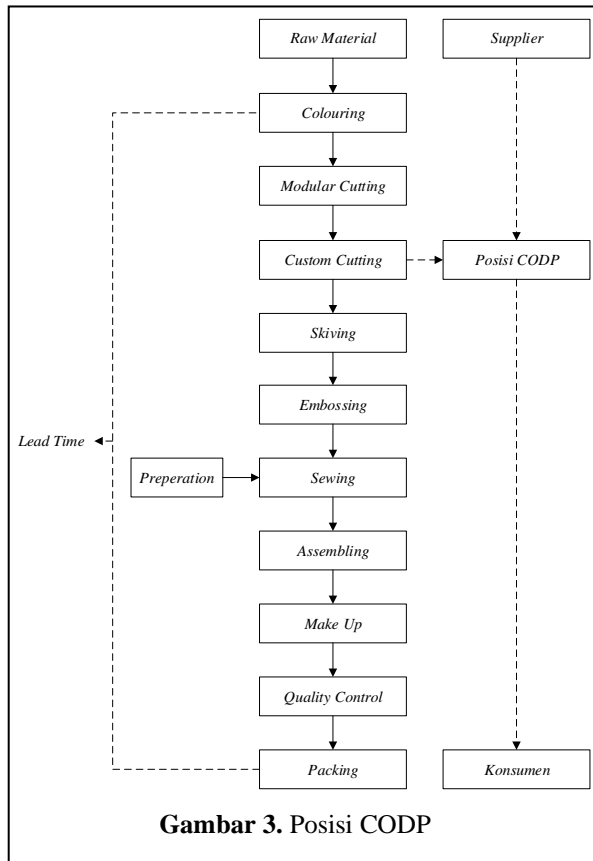 Raw Material
Supplier
Colouring
Modular Cutting
Custom Cutting
Posisi CODP
Skiving
Embossing
Lead Time
Preperation
Sewing
Assembling
Make Up
Quality Control
Packing
Konsumen
Gambar 3. Posisi CODP